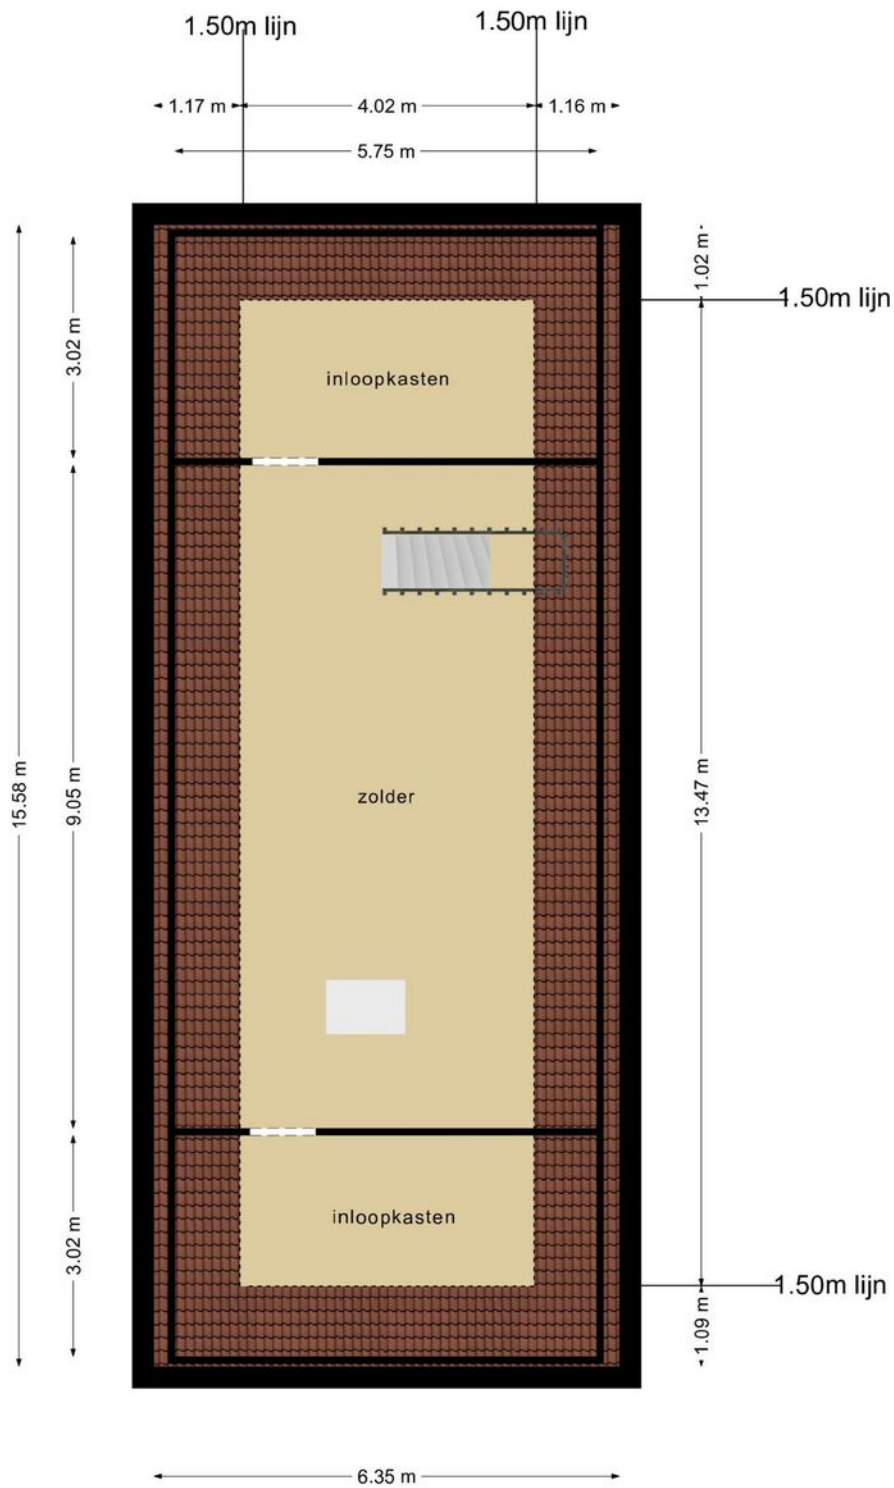 1.50m lijn
1.50m lijn
1.17 m
4.02 m
1.16 m
5.75 m
1.02 m
1.50m lijn
3.02 m
inloopkasten
15.58 m
9.05 m
zolder
13.47 m
3.02 m
inloopkasten
1.50m lijn
1.09 m
6.35 m